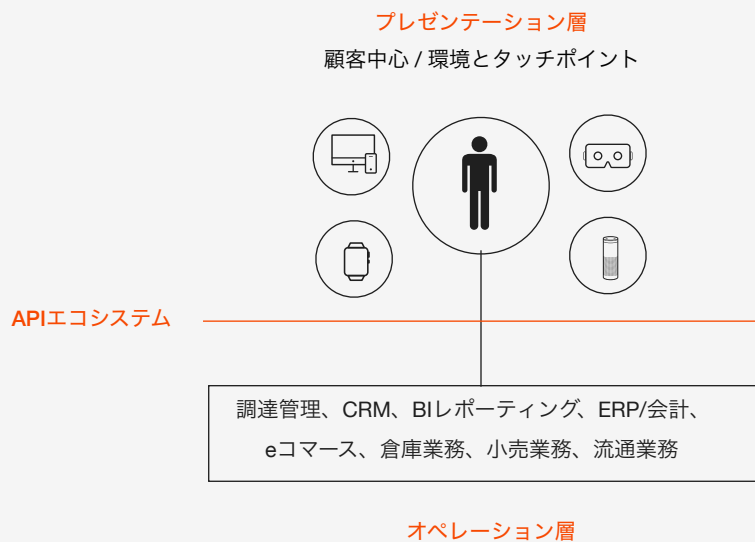 プレゼンテーション層
顧客中心 / 環境とタッチポイント
APIエコシステム
調達管理、CRM、BIレポーティング、ERP/会計、
eコマース、倉庫業務、小売業務、流通業務
オペレーション層